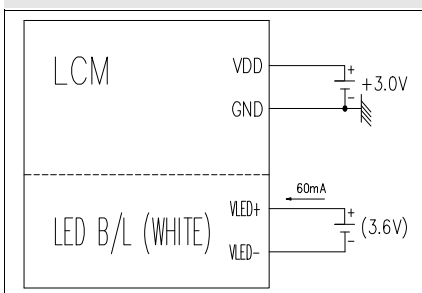 LCM
VDD
+
+3.0V
-
GND
60mA
LED B/L (WHITE)
VLED+
+
(3.6V)
-
VLED-